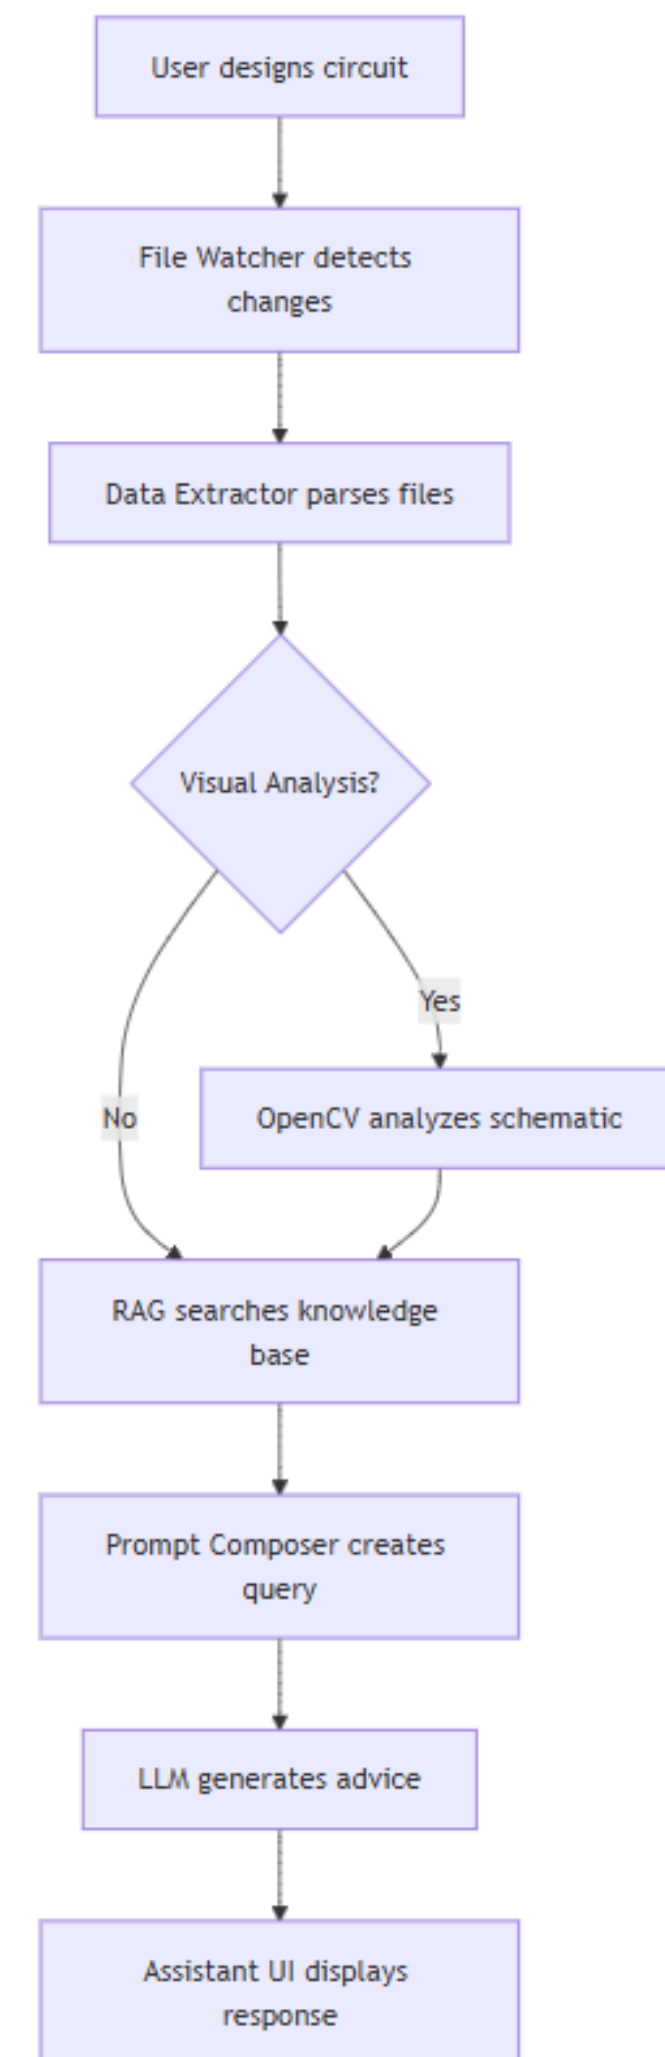 User designs circuit
File Watcher detects
changes
Data Extractor parses files
Visual Analysis?
Yes
No
OpenCV analyzes schematic
RAG searches knowledge
base
Prompt Composer creates
query
LLM generates advice
Assistant UI displays
response